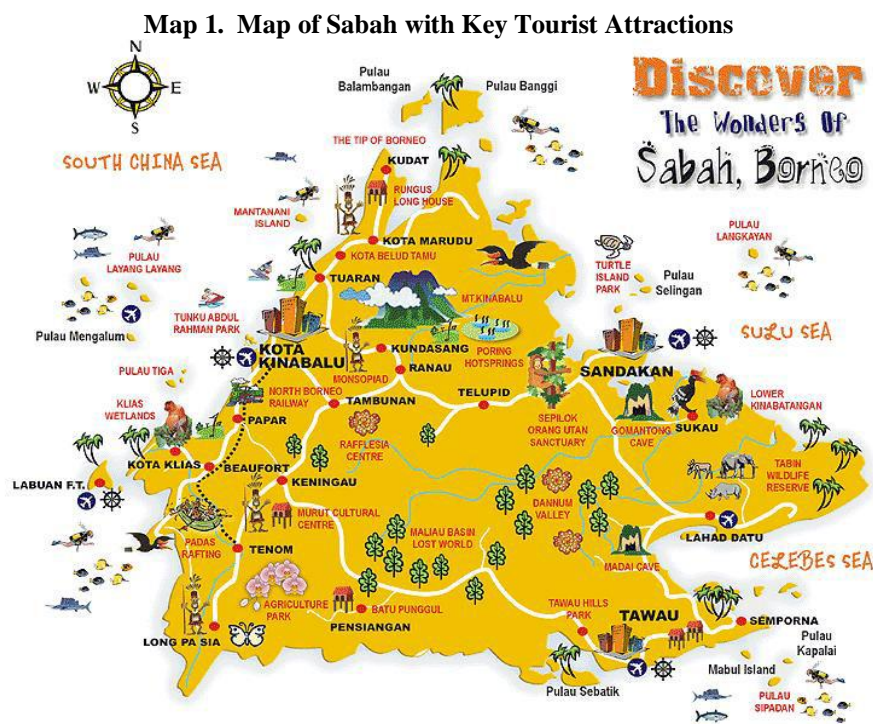 Map 1.  Map of Sabah with Key Tourist Attractions
N
W
E
S
Pulau
Balambangan
Pulau Banggi
Discover
The Wonders Of
Sabah, Borneo
SOUTH CHINA SEA
THE TIP OF BORNEO
KUDAT
RUNGUS
LONG HOUSE
MANTANANI
ISLAND
KOTA MARUDU
KOTA BELUD TAMU
PULAU
LAYANG LAYANG
TUARAN
TURTLE
ISLAND
PARK
Pulau
Selingan
PULAU
LANGKAYAN
MT.KINABALU
TUNKU ABDUL
RAHMAN PARK
Pulau Mengalum
SULU SEA
KOTA
KINABALU
KUNDASANG
PORING
HOTSPRINGS
RANAU
MONSOPIAD
SANDAKAN
PULAU TIGA
NORTH BORNEO
RAILWAY
TAMBUNAN
TELUPID
KLIAS
WETLANDS
PAPAR
RAFFLESIA
CENTRE
SEPILOK
ORANG UTAN
SANCTUARY
GOMANTONG
CAVE
SUKAU
LOWER
KINABATANGAN
KOTA KLIAS
BEAUFORT
LABUAN F.T.
KENINGAU
TABIN
WILDLIFE
RESERVE
MURUT CULTURAL
CENTRE
DANNUM
VALLEY
PADAS
RAFTING
TENOM
MALIAU BASIN
LOST WORLD
LAHAD DATU
MADAI CAVE
CELEBES SEA
AGRICULTURE
PARK
BATU PUNGGUL
PENSIANGAN
TAWAU HILLS
PARK
TAWAU
SEMPORNA
LONG PA SIA
Pulau
Kapalai
Mabul Island
Pulau Sebatik
PULAU
SIPADAN